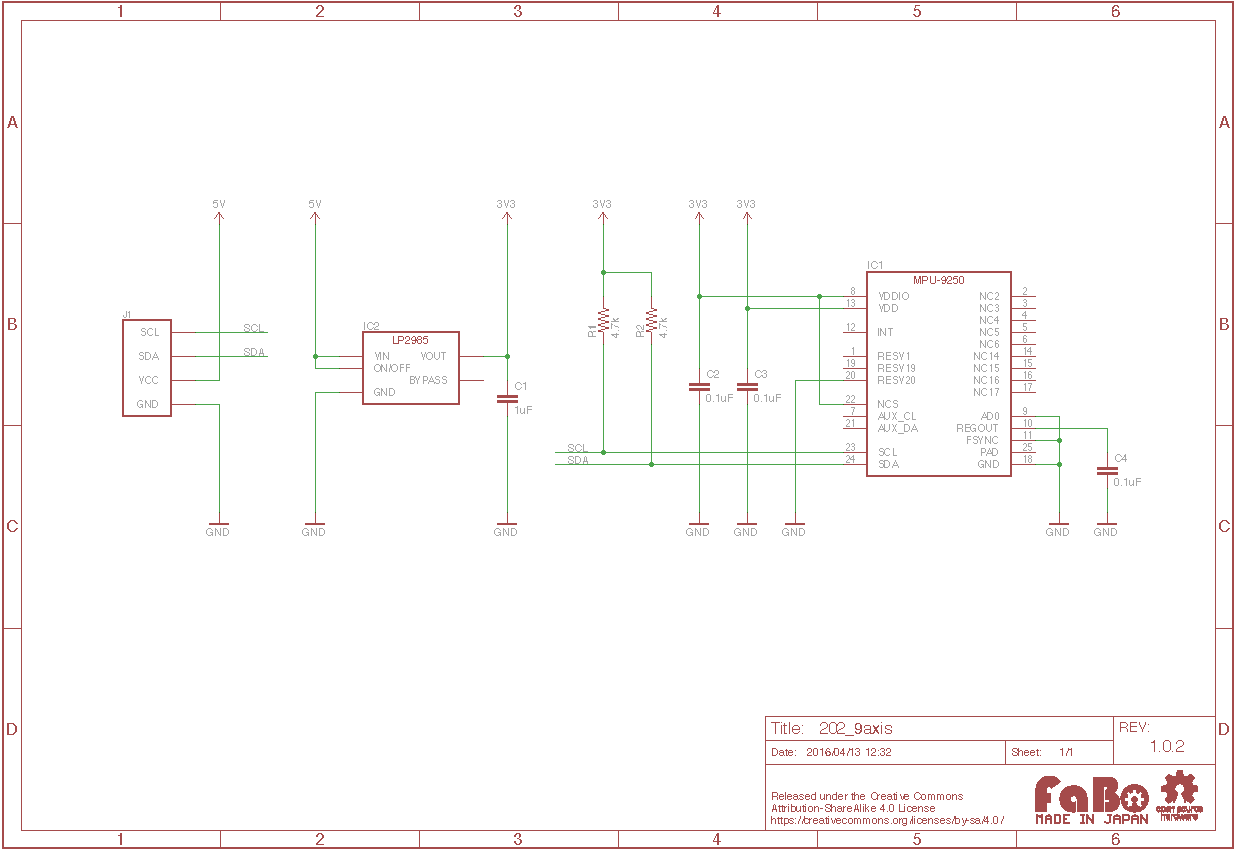 1 2 3 4 5 6
A A
B B
C C
D D
5V 5V 3V3 3V3 3V3 3V3
J1
SCL SCL
SDA SDA
VCC
GND
GND
IC2
LP2985
VIN VOUT
ON/OFF
BYPASS
GND
GND
C1
1uF
GND
R1
4.7k
R2
4.7k
SCL
SDA
C2
0.1uF
GND
C3
0.1uF
GND
GND
IC1
MPU-9250
8 VDDIO NC2 2
13 VDD NC3 3
NC4 4
12 INT NC5 5
NC6 6
1 RESV1 NC14 14
19 RESV19 NC15 15
20 RESV20 NC16 16
NC17 17
22 NCS
7 AUX_CL AD0 9
21 AUX_DA REGOUT 10
FSYNC 11
23 SCL PAD 25
24 SDA GND 18
C4
0.1uF
GND GND
Title: 202_9axis
REV:
1.0.2
Date: 2016/04/13 12:32
Sheet: 1/1
Released under the Creative Commons
Attribution-ShareAlike 4.0 License
https://creativecommons.org/licenses/by-sa/4.0/
FaBo
MADE IN JAPAN
open source
hardware
1 2 3 4 5 6